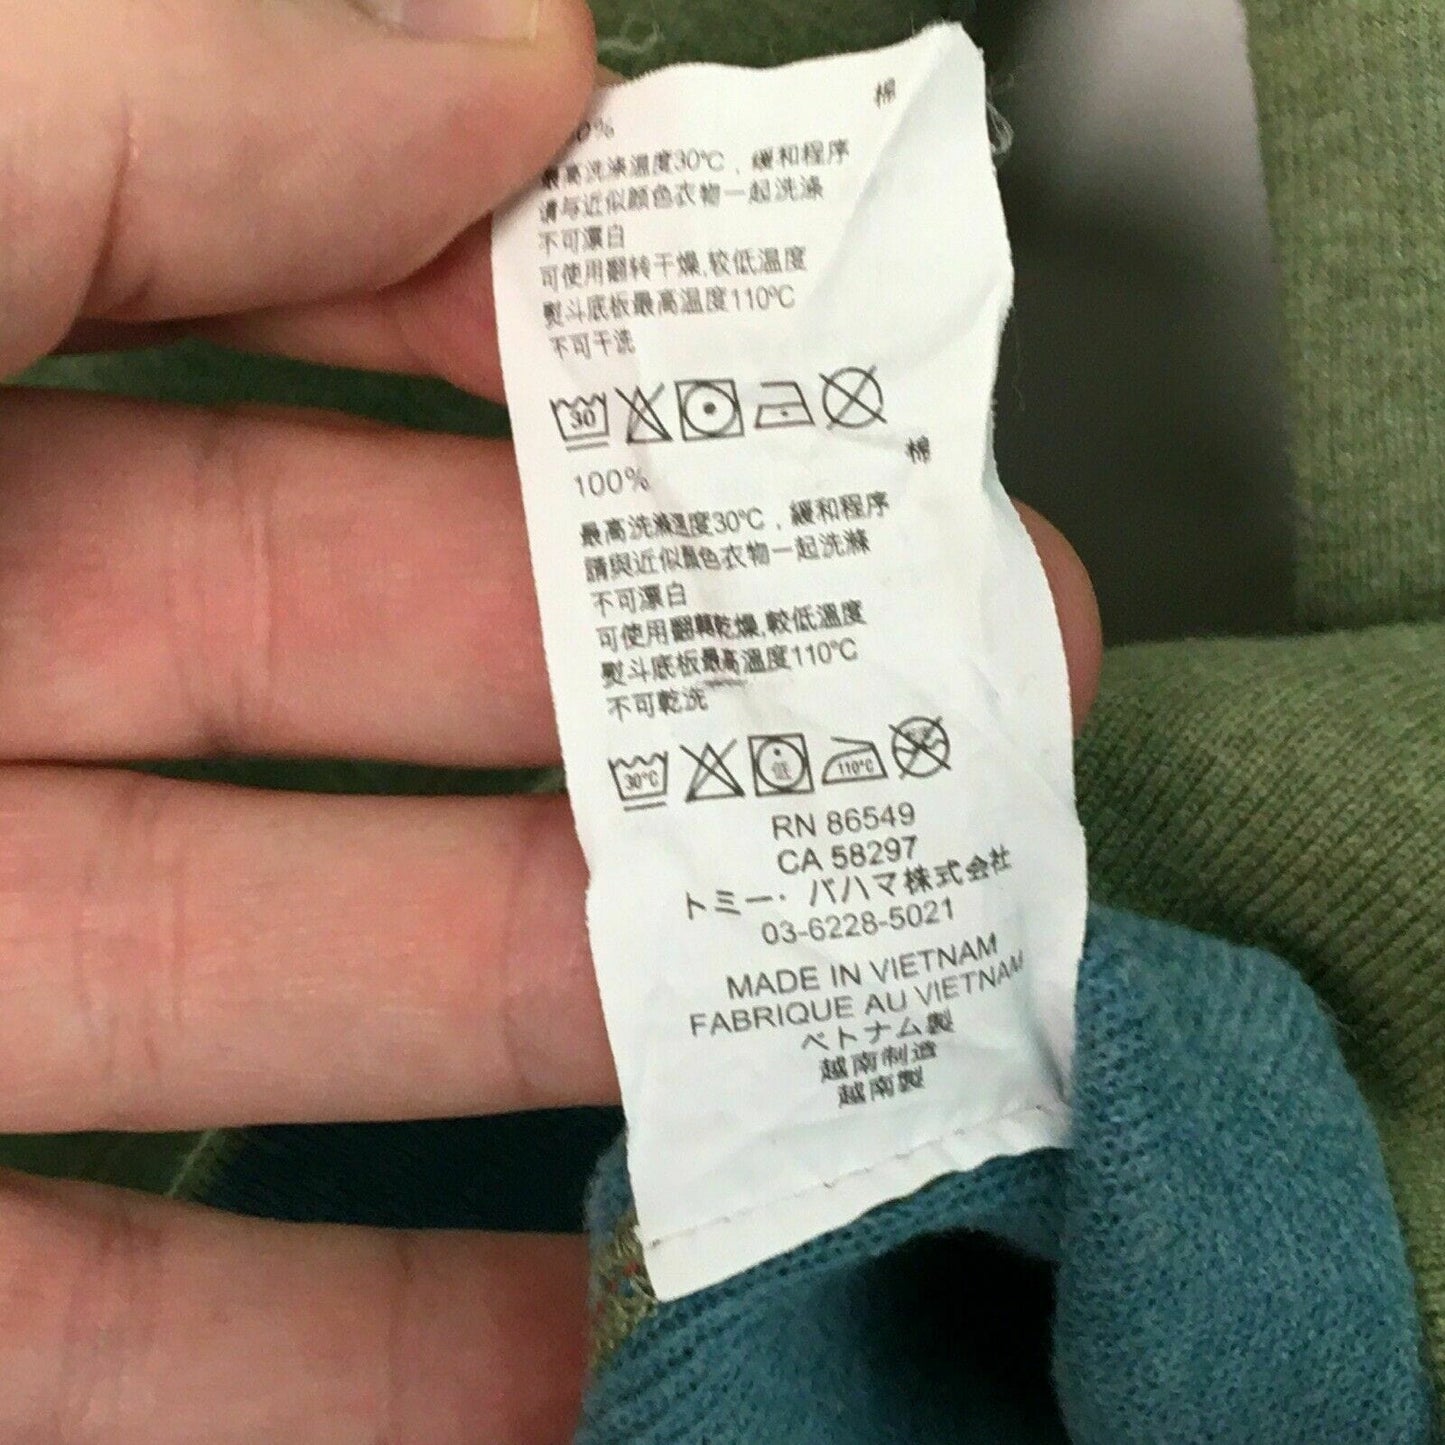 棉
0%
最高洗涤温度30°C，缓和程序
请与近似颜色衣物一起洗涤
不可漂白
可使用翻转干燥,较低温度
熨斗底板最高温度110°C
不可干洗
30
棉
100%
最高洗滌溫度30°C，緩和程序
請與近似顏色衣物一起洗滌
不可漂白
可使用翻轉乾燥,較低溫度
熨斗底板最高溫度110°C
不可乾洗
30°C 低 110°C
RN 86549
CA 58297
トミー・バハマ株式会社
03-6228-5021
MADE IN VIETNAM
FABRIQUE AU VIETNAM
ベトナム製
越南制造
越南製